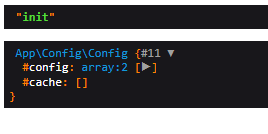 "init"
App\Config\Config {#11 ▼
#config: array:2 [▶]
#cache: []
}